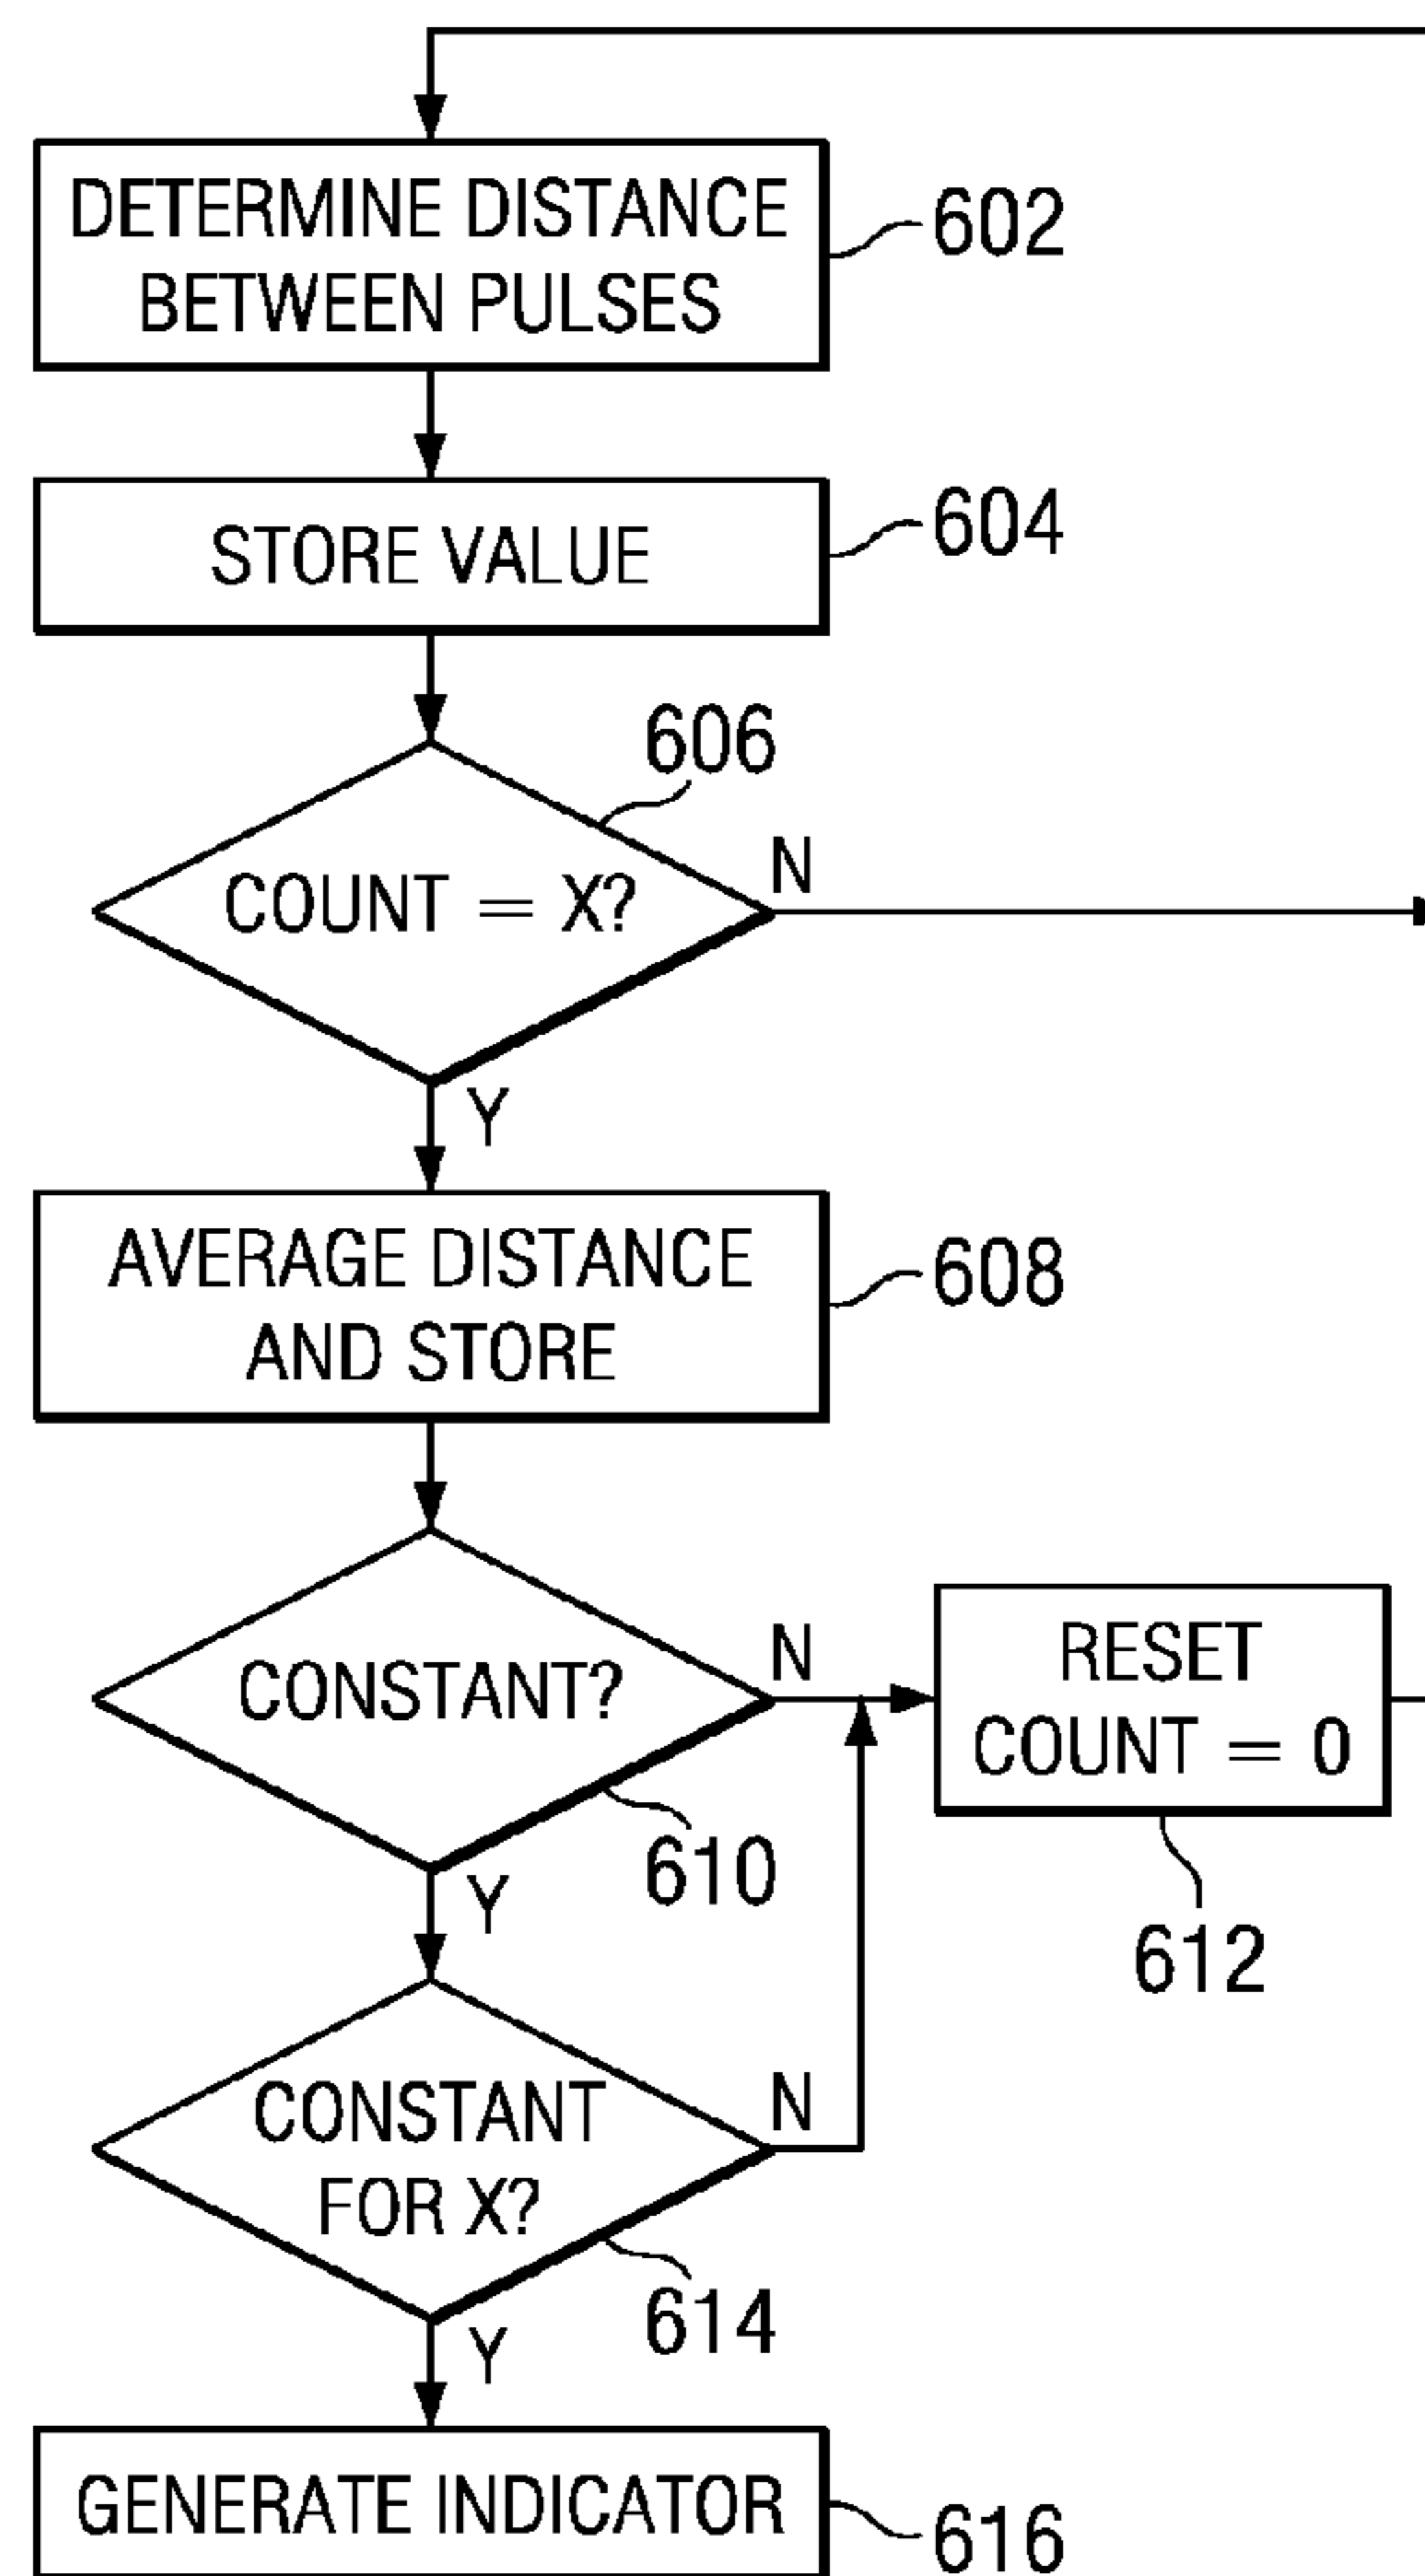 DETERMINE DISTANCE
BETWEEN PULSES
602
STORE VALUE
604
606
COUNT = X?
N
Y
AVERAGE DISTANCE
AND STORE
608
CONSTANT?
N
610
Y
RESET
COUNT = 0
612
CONSTANT
FOR X?
N
614
Y
GENERATE INDICATOR
616